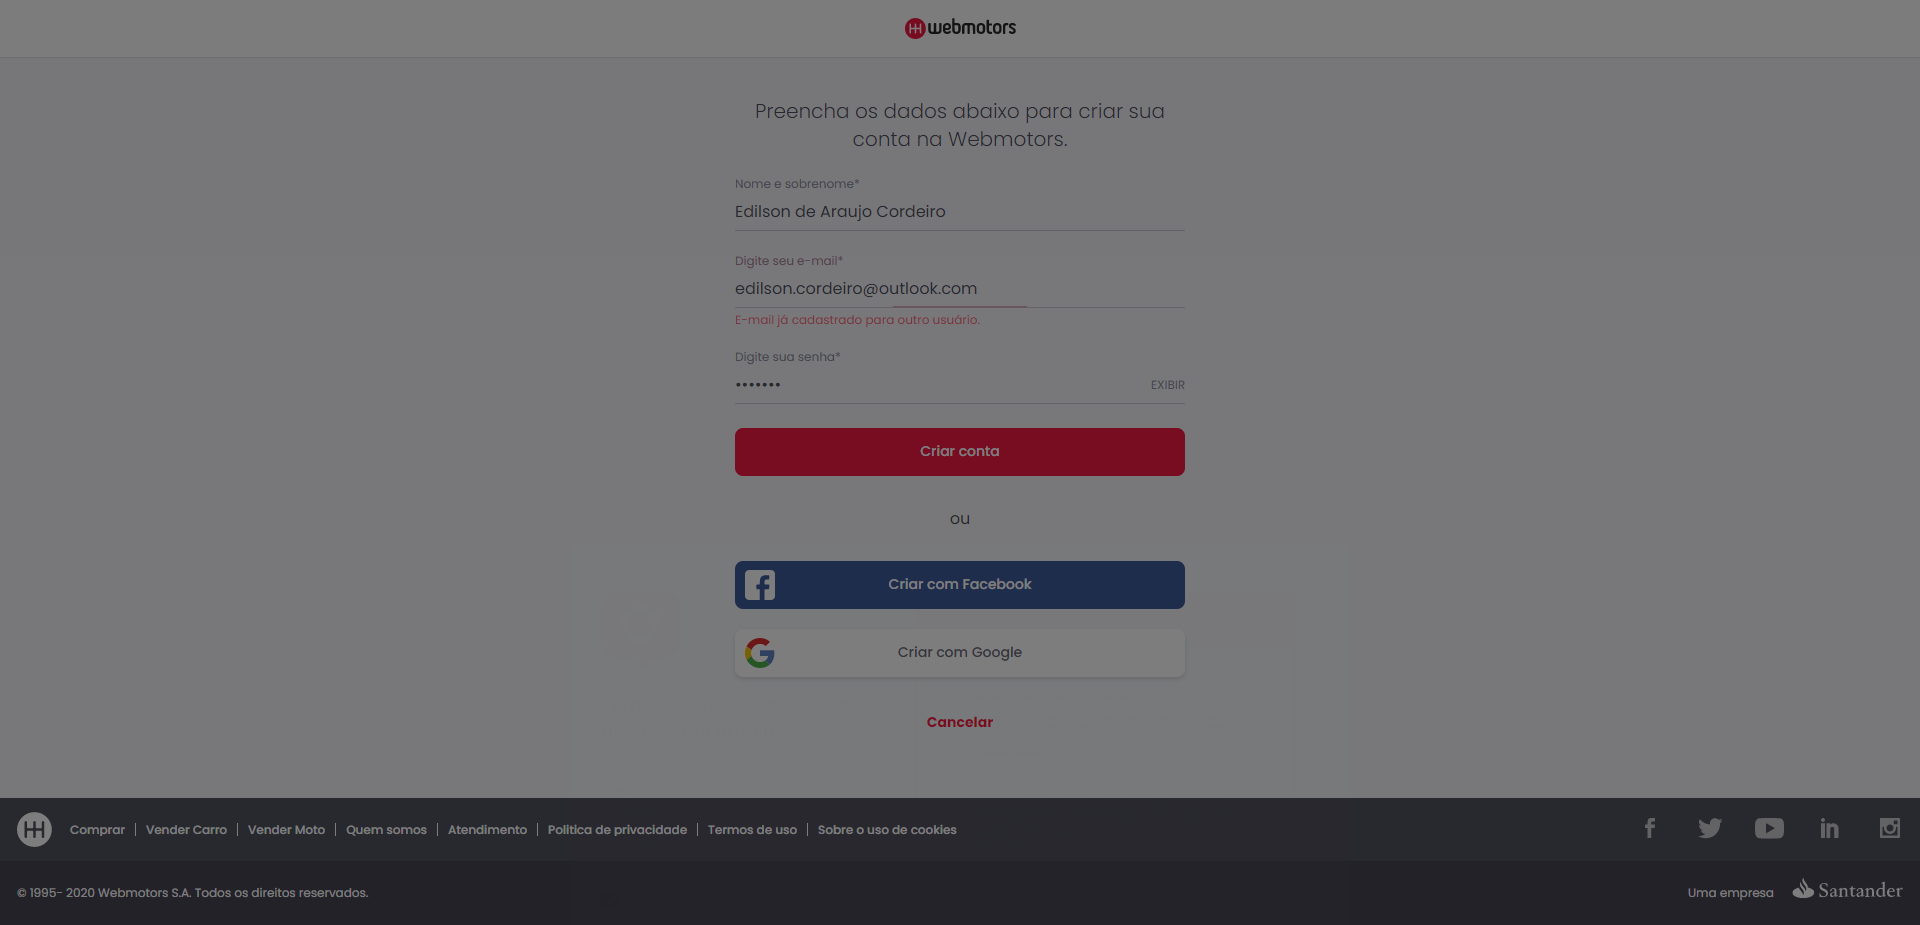 webmotors
Preencha os dados abaixo para criar sua
conta na Webmotors.
Nome e sobrenome*
Edilson de Araujo Cordeiro
Digite seu e-mail*
edilson.cordeiro@outlook.com
E-mail já cadastrado para outro usuário.
Digite sua senha*
•••••••
EXIBIR
Criar conta
ou
Criar com Facebook
Criar com Google
Cancelar
Comprar | Vender Carro | Vender Moto | Quem somos | Atendimento | Politica de privacidade | Termos de uso | Sobre o uso de cookies
© 1995- 2020 Webmotors S.A. Todos os direitos reservados.
Uma empresa Santander